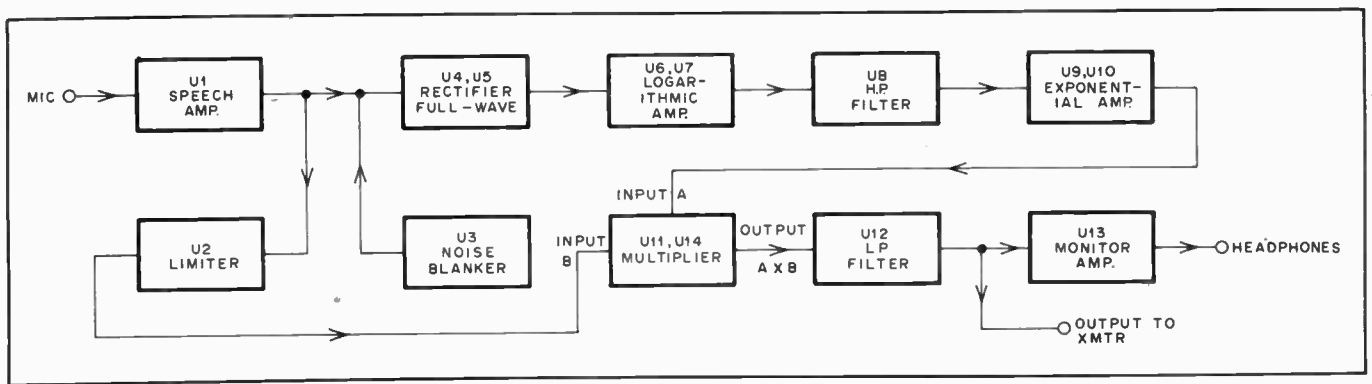 MIC
U1
SPEECH
AMP.
U4, U5
RECTIFIER
FULL-WAVE
U6, U7
LOGAR-
ITHMIC
AMP.
U8
H.P.
FILTER
U9, U10
EXPONENT-
IAL AMP.
INPUT A
U2
LIMITER
U3
NOISE
BLANKER
INPUT
B
U11, U14
MULTIPLIER
OUTPUT
A X B
U12
LP
FILTER
U13
MONITOR
AMP.
HEADPHONES
OUTPUT TO
XMTR